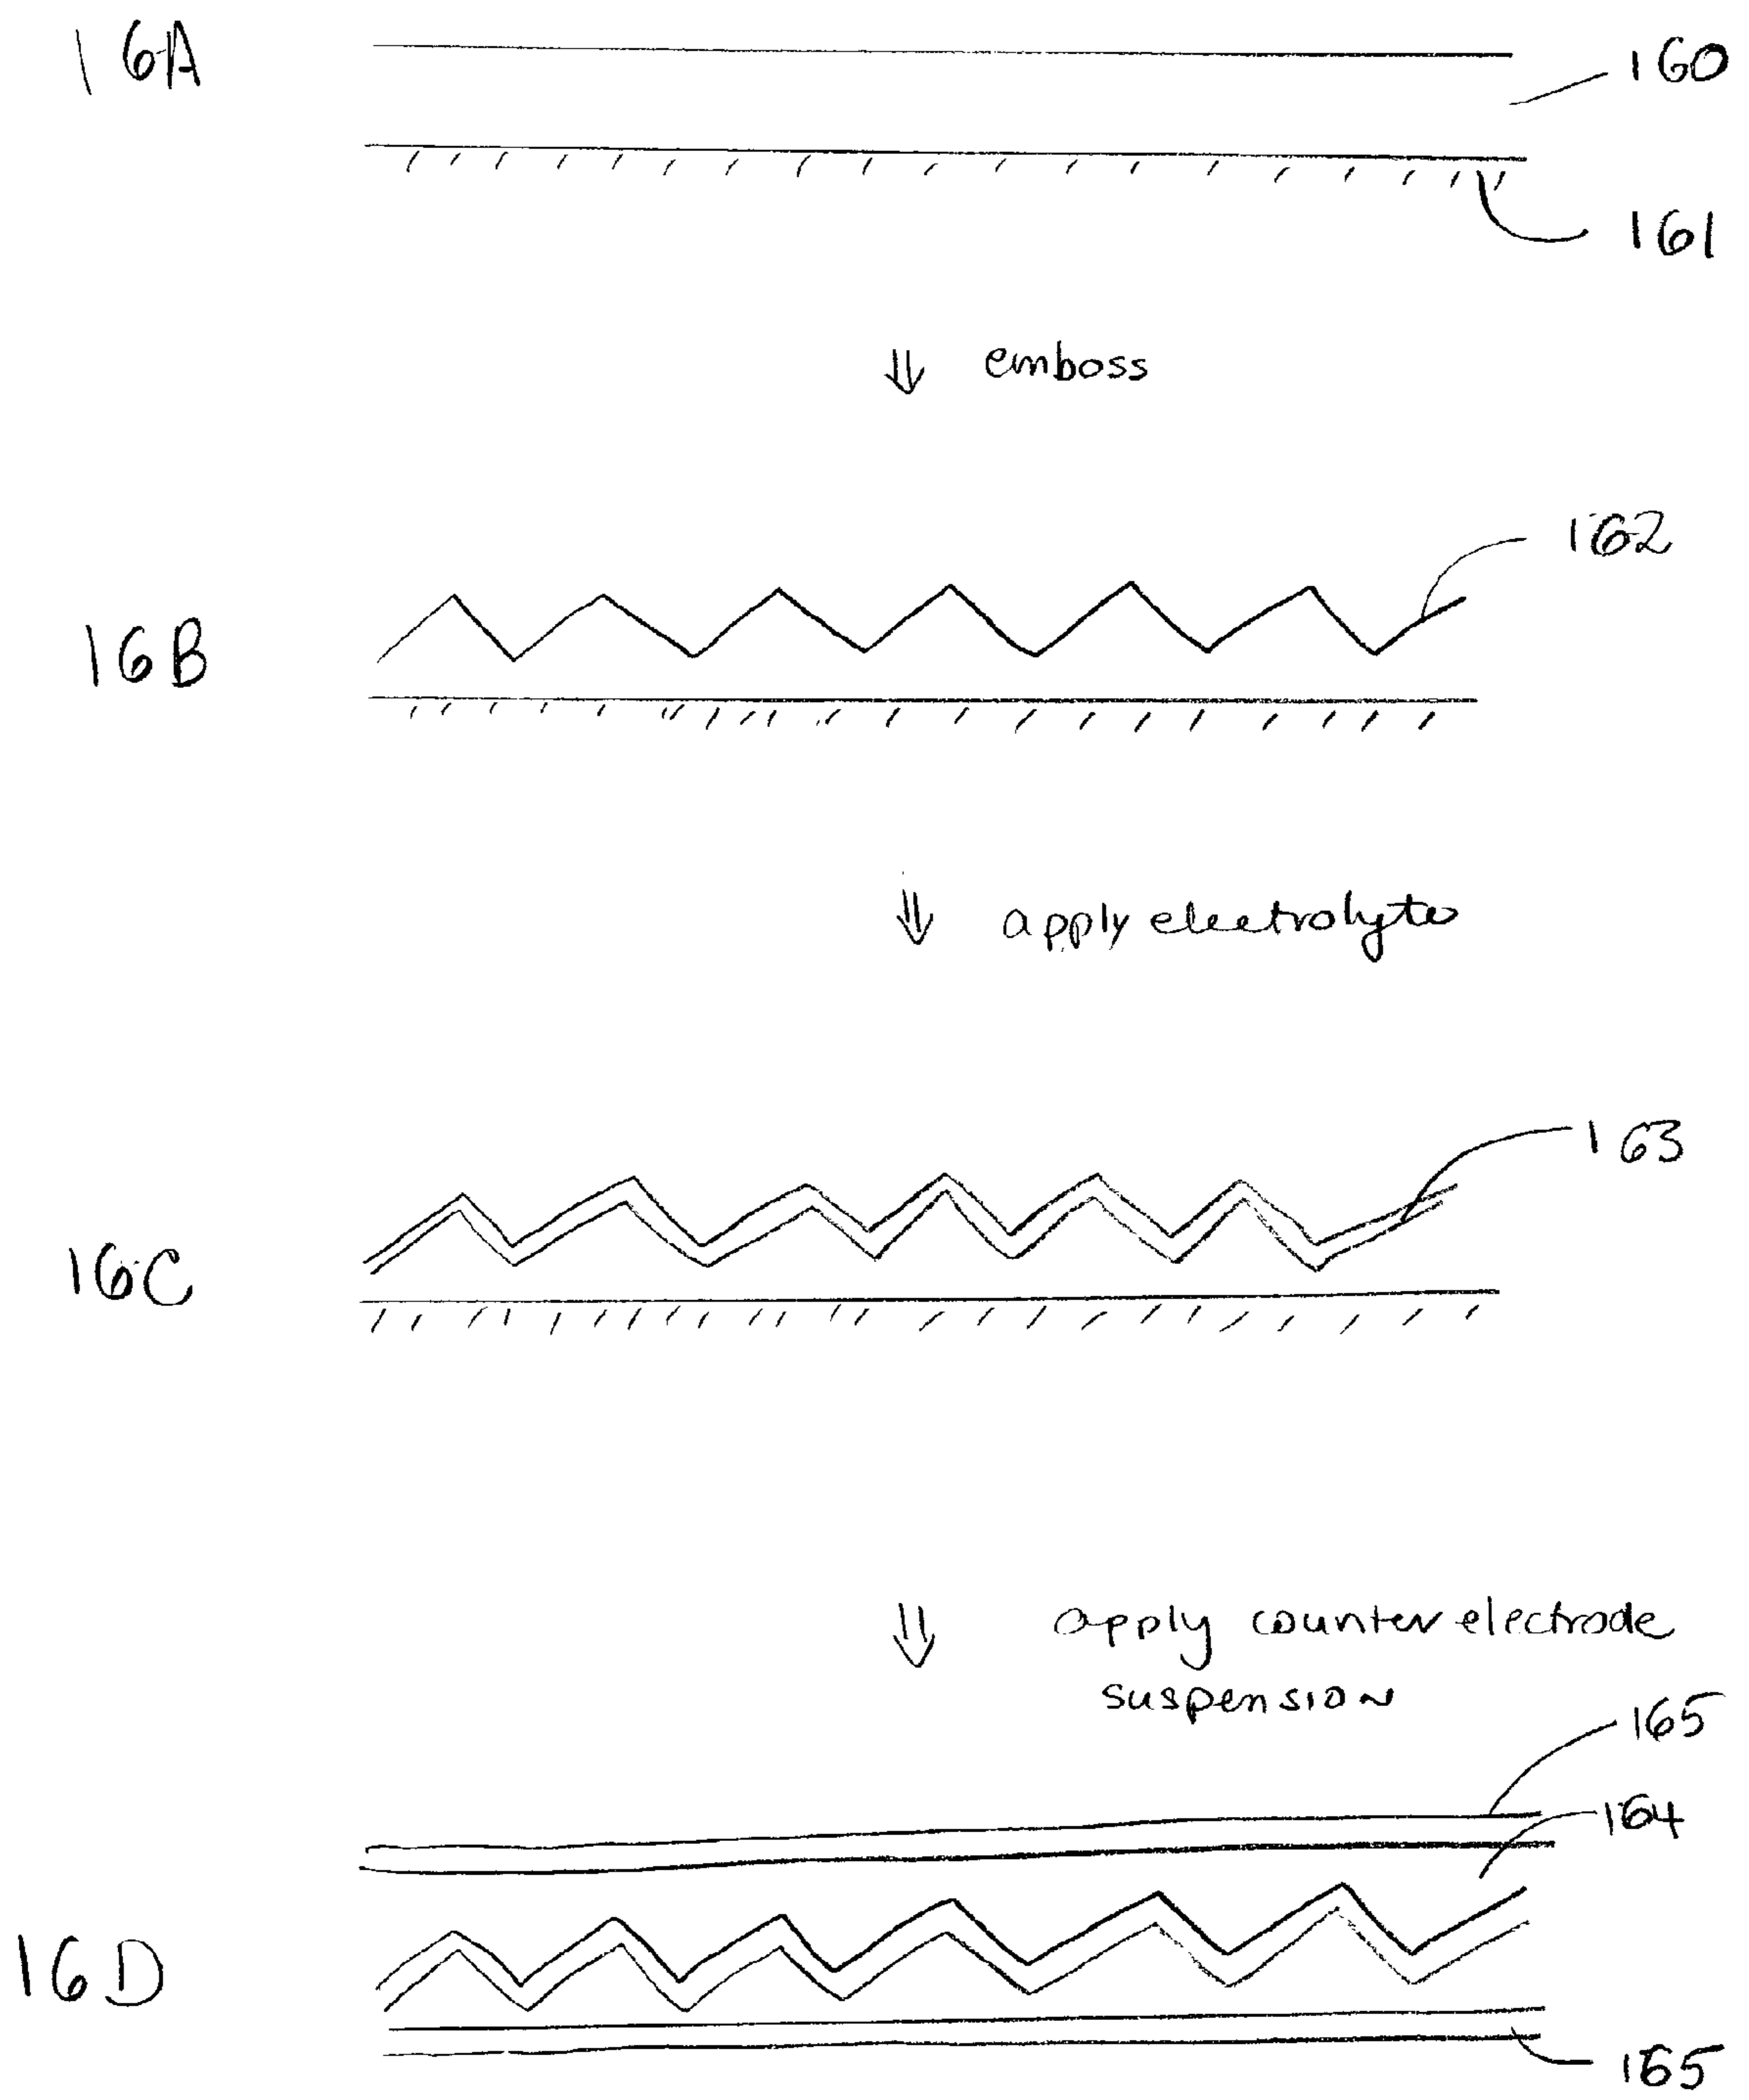 16A
160
161
emboss
162
16B
apply electrolyte
163
16C
apply counter electrode
suspension
165
164
16D
165